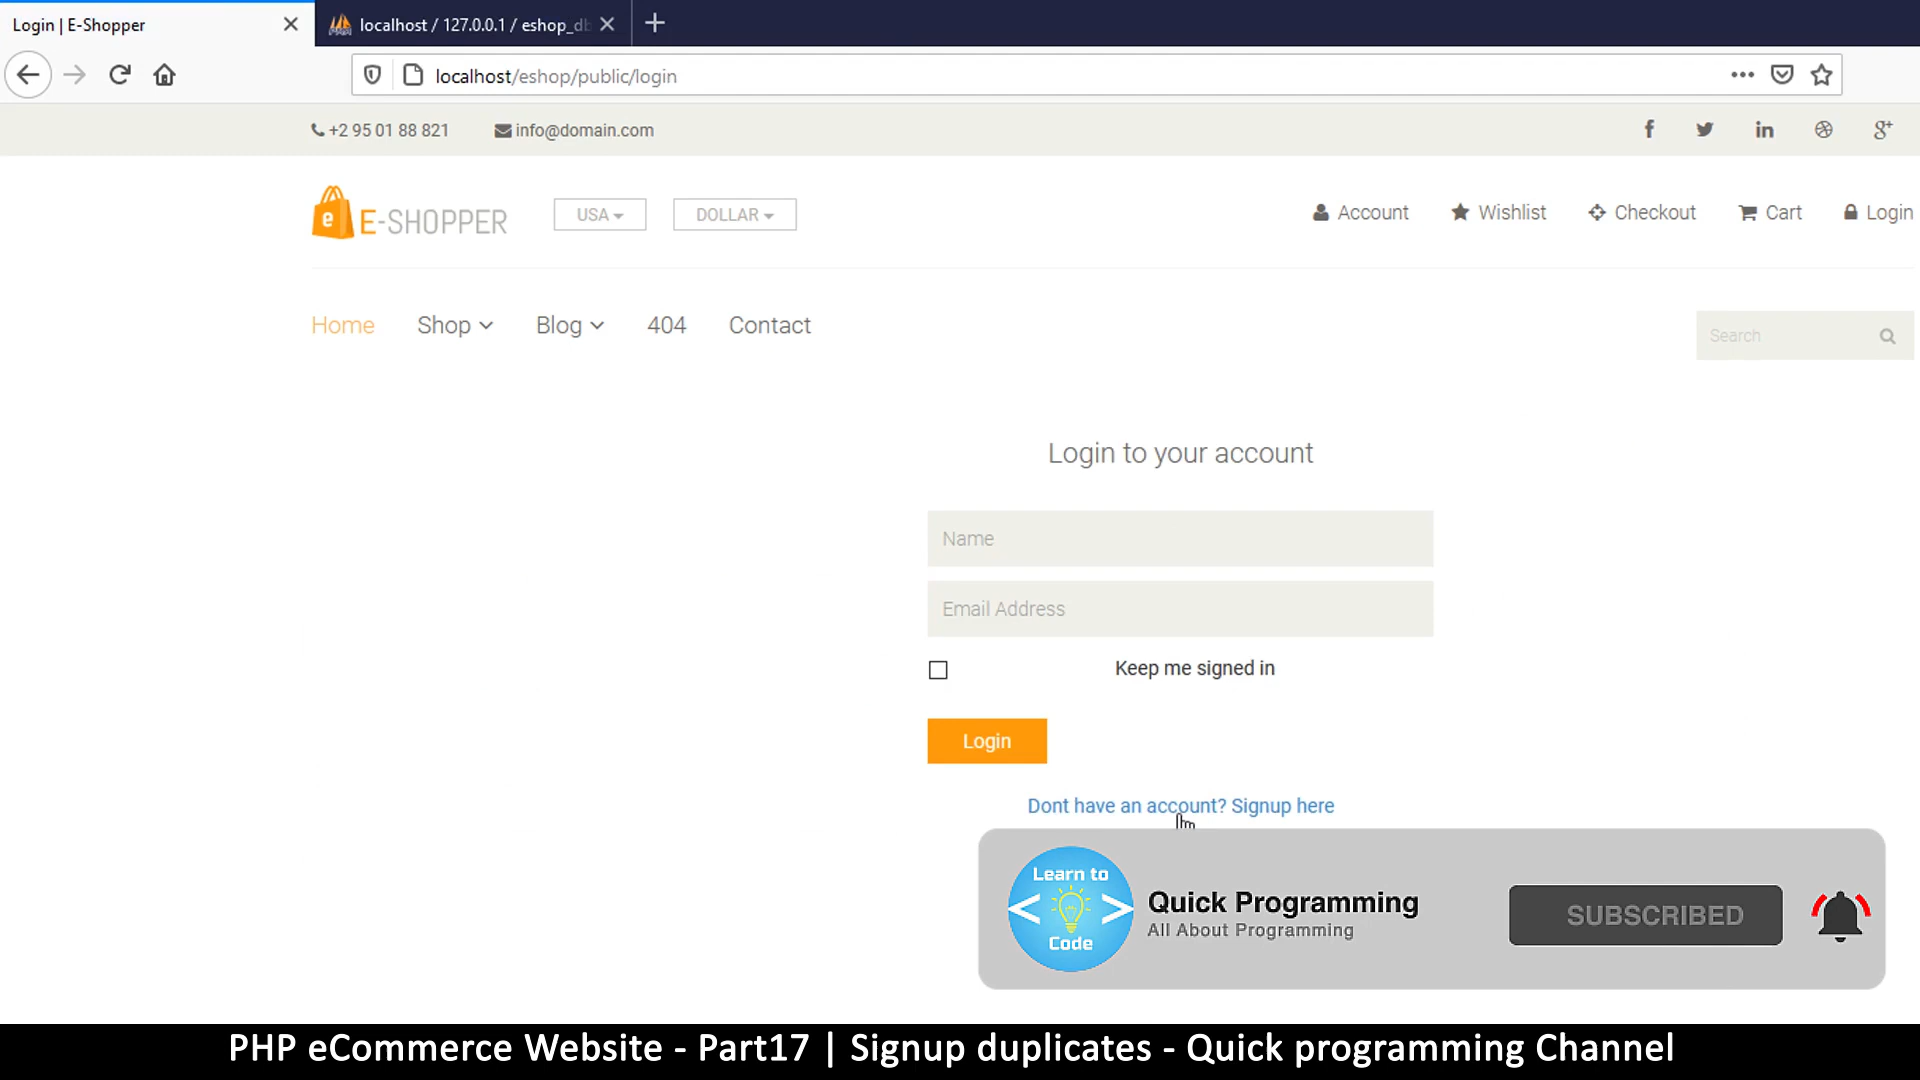 Login | E-Shopper
localhost / 127.0.0.1 / eshop_db
localhost/eshop/public/login
+2 95 01 88 821
info@domain.com
E-SHOPPER
USA
DOLLAR
Account
Wishlist
Checkout
Cart
Login
Home
Shop
Blog
404
Contact
Search
Login to your account
Name
Email Address
Keep me signed in
Login
Dont have an account? Signup here
Learn to
Code
Quick Programming
All About Programming
SUBSCRIBED
PHP eCommerce Website - Part17 | Signup duplicates - Quick programming Channel